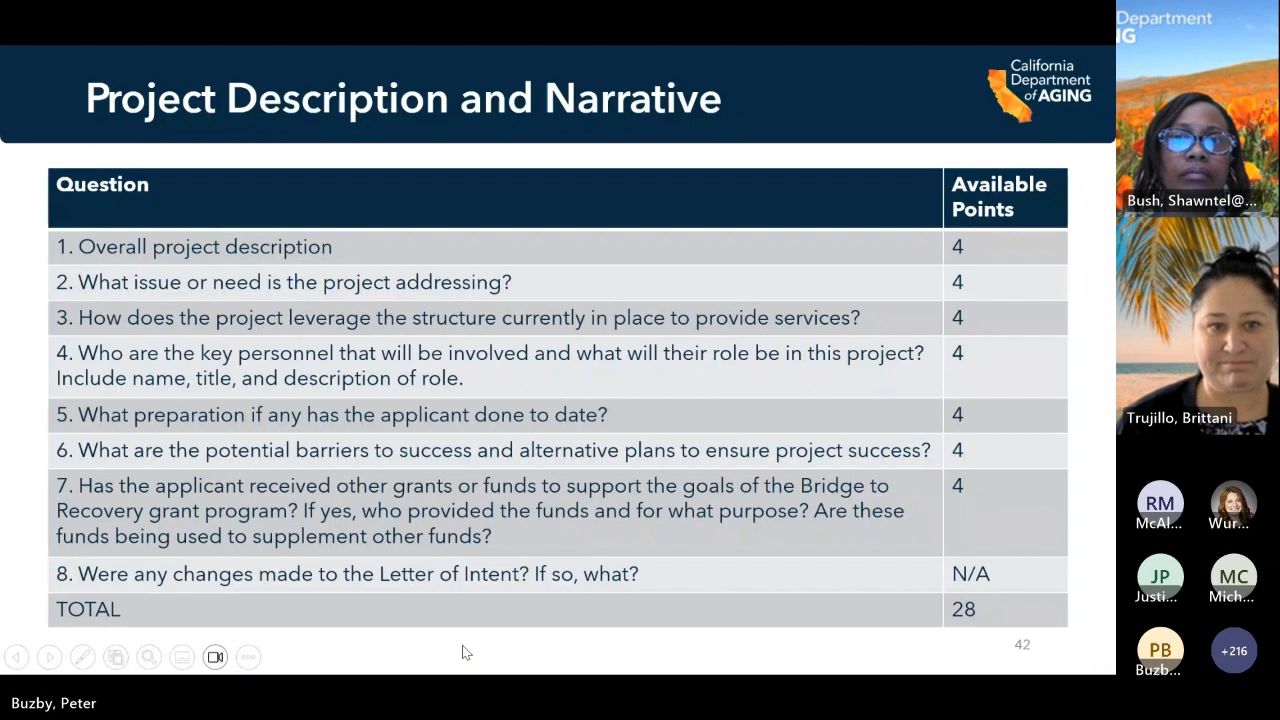 Project Description and Narrative
California
Department
of AGING
Question
Available
Points
1. Overall project description
4
2. What issue or need is the project addressing?
4
3. How does the project leverage the structure currently in place to provide services?
4
4. Who are the key personnel that will be involved and what will their role be in this project?
Include name, title, and description of role.
4
5. What preparation if any has the applicant done to date?
4
6. What are the potential barriers to success and alternative plans to ensure project success?
4
7. Has the applicant received other grants or funds to support the goals of the Bridge to
Recovery grant program? If yes, who provided the funds and for what purpose? Are these
funds being used to supplement other funds?
4
8. Were any changes made to the Letter of Intent? If so, what?
N/A
TOTAL
28
42
Department
NG
Bush, Shawntel@...
Trujillo, Brittani
RM
McAl...
Wur...
JP
Justi...
MC
Mich...
PB
Buzb...
+216
Buzby, Peter